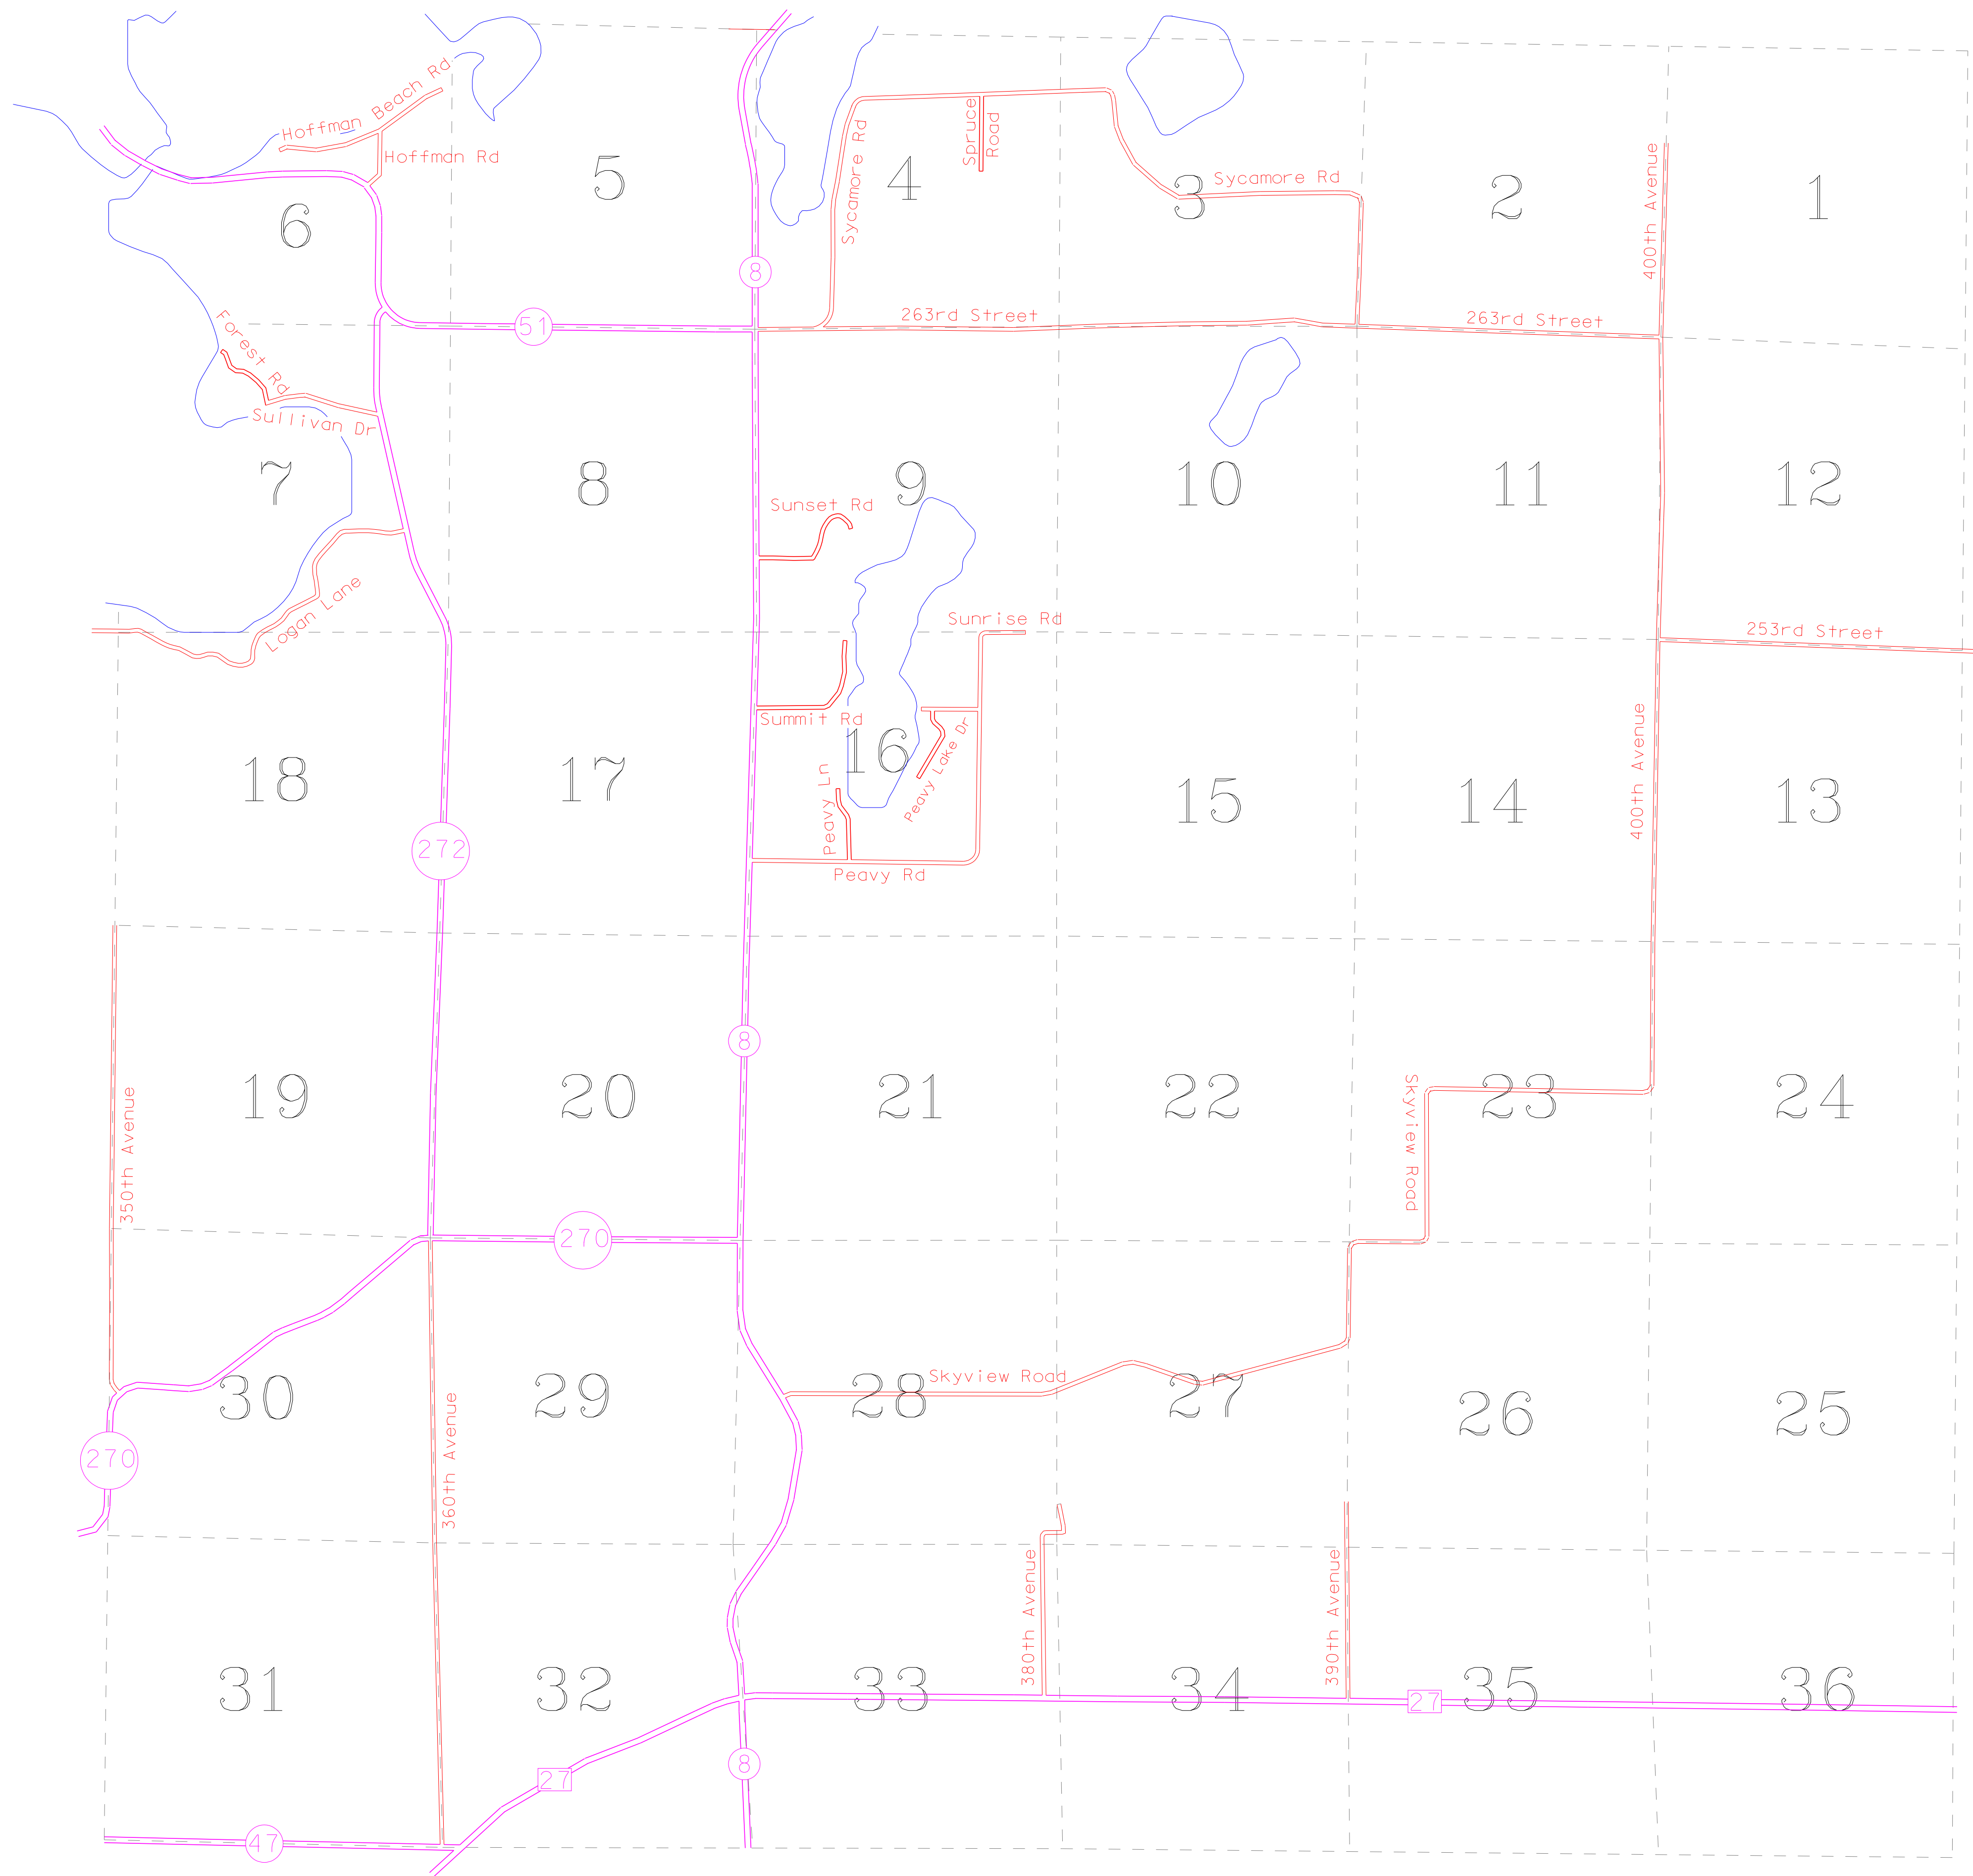 Hoffman Beach Rd
Hoffman Rd
Sycamore Rd
Spruce
Road
Sycamore Rd
400th Avenue
6
5
4
3
2
1
8
51
263rd Street
263rd Street
Forest Rd
Sullivan Dr
7
8
9
10
11
12
Sunset Rd
Logan Lane
Sunrise Rd
253rd Street
Summit Rd
Peavy Lake Dr
Peavy Ln
Peavy Rd
400th Avenue
18
17
16
15
14
13
272
8
350th Avenue
19
20
21
22
23
24
Skyview Road
270
Skyview Road
30
29
28
27
26
25
270
360th Avenue
380th Avenue
390th Avenue
31
32
33
34
35
36
27
27
8
47